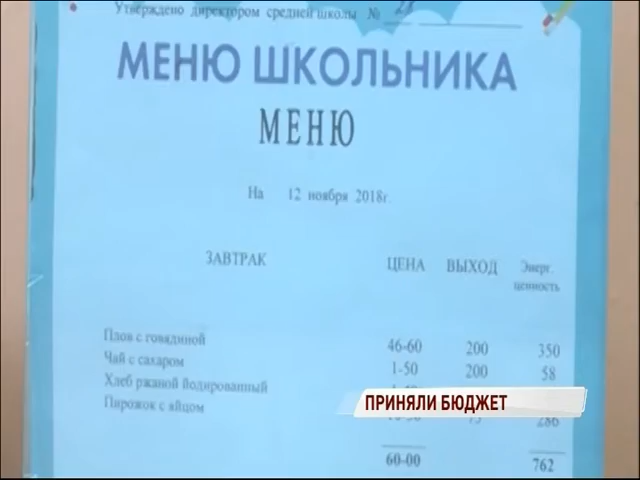 Утверждено директором средней школы № 28
МЕНЮ ШКОЛЬНИКА
МЕНЮ
На 12 ноября 2018г.
ЗАВТРАК ЦЕНА ВЫХОД Энерг. ценность
Плов с говядиной 46-60 200 350
Чай с сахаром 1-50 200 58
Хлеб ржаной йодированный
Пирожок с яйцом 286
60-00 762
ПРИНЯЛИ БЮДЖЕТ